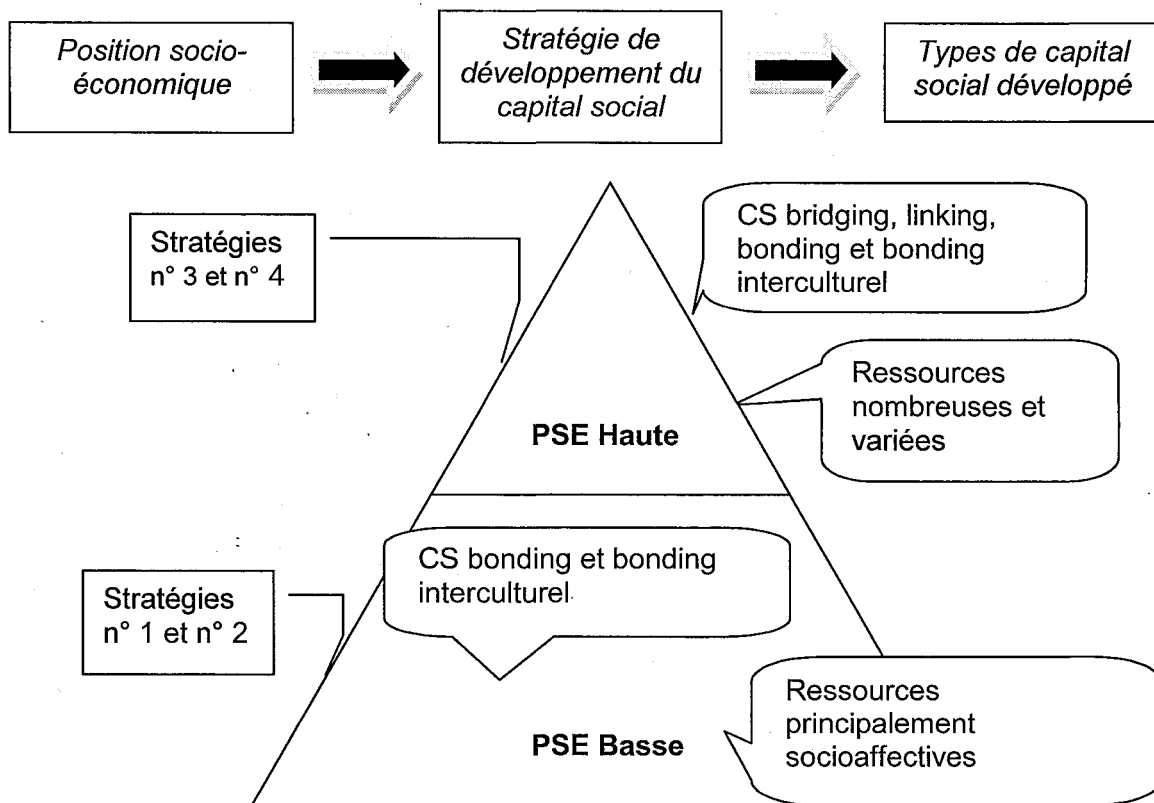 Position socio-
économique
Stratégie de
développement du
capital social
Types de capital
social développé
Stratégies
n° 3 et n° 4
CS bridging, linking,
bonding et bonding
interculturel
Ressources
nombreuses et
variées
PSE Haute
CS bonding et bonding
interculturel
Stratégies
n° 1 et n° 2
Ressources
principalement
socioaffectives
PSE Basse